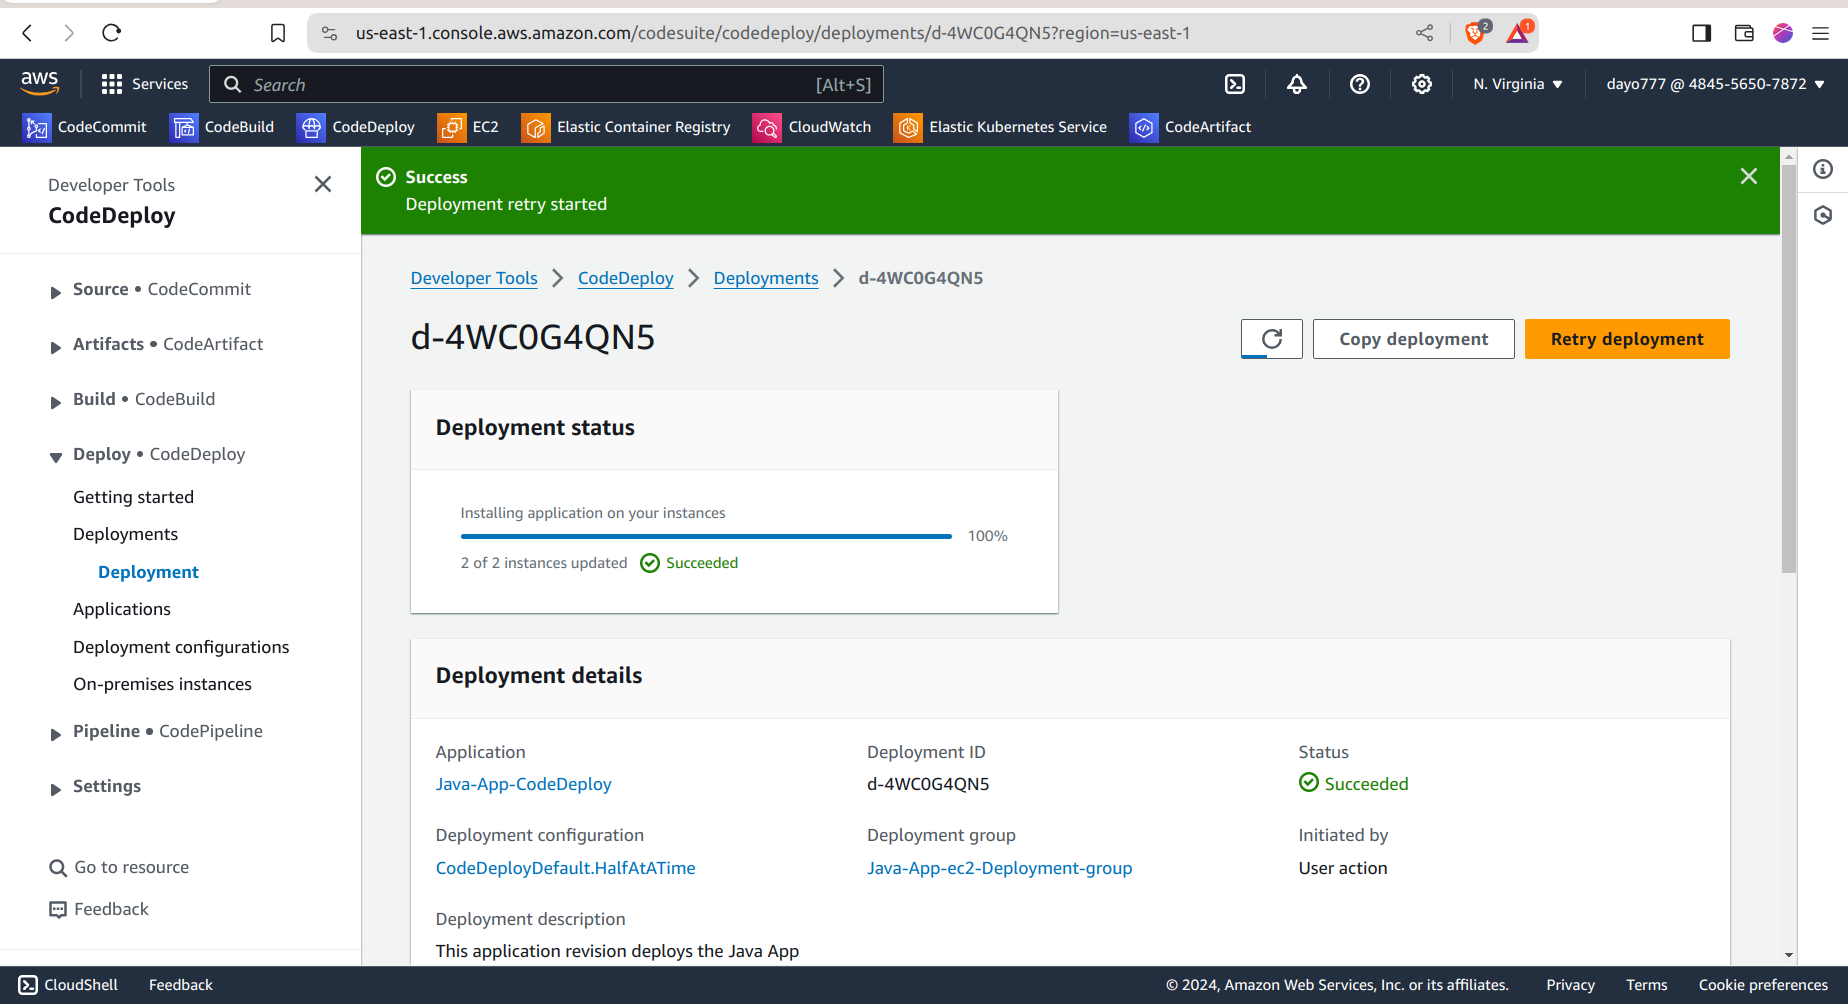 us-east-1.console.aws.amazon.com/codesuite/codedeploy/deployments/d-4WC0G4QN5?region=us-east-1
2
1
aws
Services
Search
[Alt+S]
N. Virginia
dayo777 @ 4845-5650-7872
CodeCommit
CodeBuild
CodeDeploy
EC2
Elastic Container Registry
CloudWatch
Elastic Kubernetes Service
CodeArtifact
Developer Tools
CodeDeploy
Source • CodeCommit
Artifacts • CodeArtifact
Build • CodeBuild
Deploy • CodeDeploy
Getting started
Deployments
Deployment
Applications
Deployment configurations
On-premises instances
Pipeline • CodePipeline
Settings
Go to resource
Feedback
Success
Deployment retry started
Developer Tools
CodeDeploy
Deployments
d-4WC0G4QN5
d-4WC0G4QN5
Copy deployment
Retry deployment
Deployment status
Installing application on your instances
100%
2 of 2 instances updated
Succeeded
Deployment details
Application
Java-App-CodeDeploy
Deployment ID
d-4WC0G4QN5
Status
Succeeded
Deployment configuration
CodeDeployDefault.HalfAtATime
Deployment group
Java-App-ec2-Deployment-group
Initiated by
User action
Deployment description
This application revision deploys the Java App
CloudShell
Feedback
© 2024, Amazon Web Services, Inc. or its affiliates.
Privacy
Terms
Cookie preferences